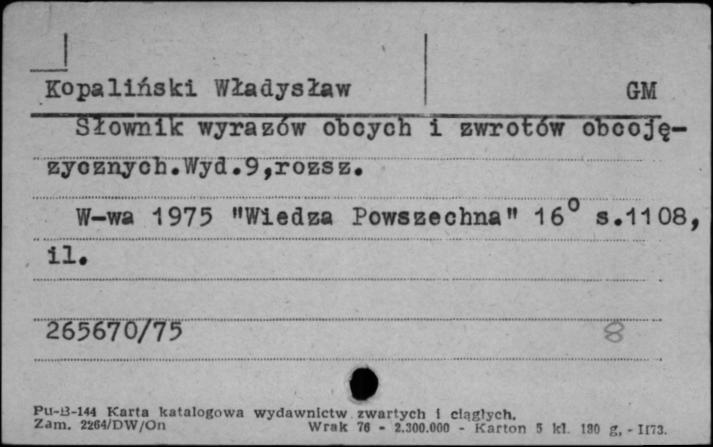 Kopaliński Władysław GM
Słownik wyrazów obcych i zwrotów obcoję-
zycznych.Wyd.9,rozsz.
W-wa 1975 "Wiedza Powszechna" 16° s.1108,
il.
265670/75 8
Pu-B-144 Karta katalogowa wydawnictw zwartych i ciągłych.
Zam. 2264/DW/On Wrak 76 - 2.300.000 - Karton 5 kl. 180 g, - II73.